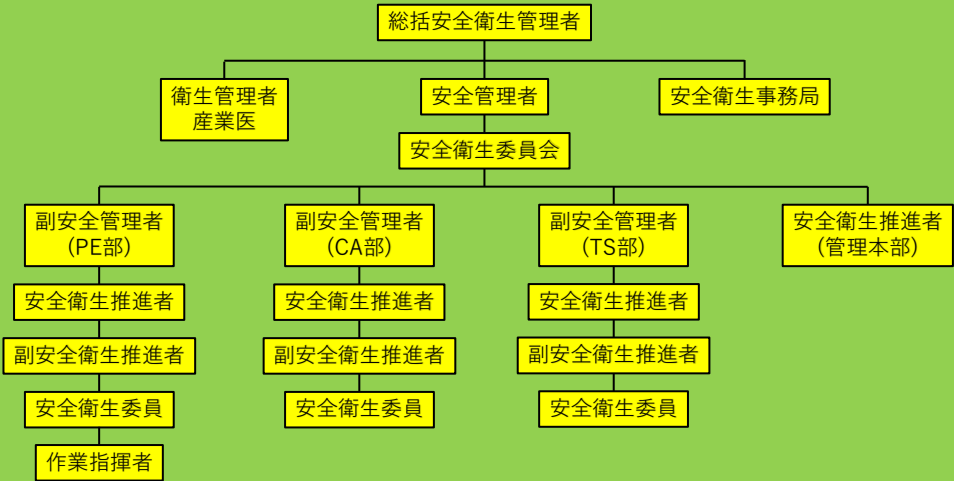 総括安全衛生管理者
衛生管理者
産業医
安全管理者
安全衛生事務局
安全衛生委員会
副安全管理者
（PE部）
副安全管理者
（CA部）
副安全管理者
（TS部）
安全衛生推進者
（管理本部）
安全衛生推進者
安全衛生推進者
安全衛生推進者
副安全衛生推進者
副安全衛生推進者
副安全衛生推進者
安全衛生委員
安全衛生委員
安全衛生委員
作業指揮者